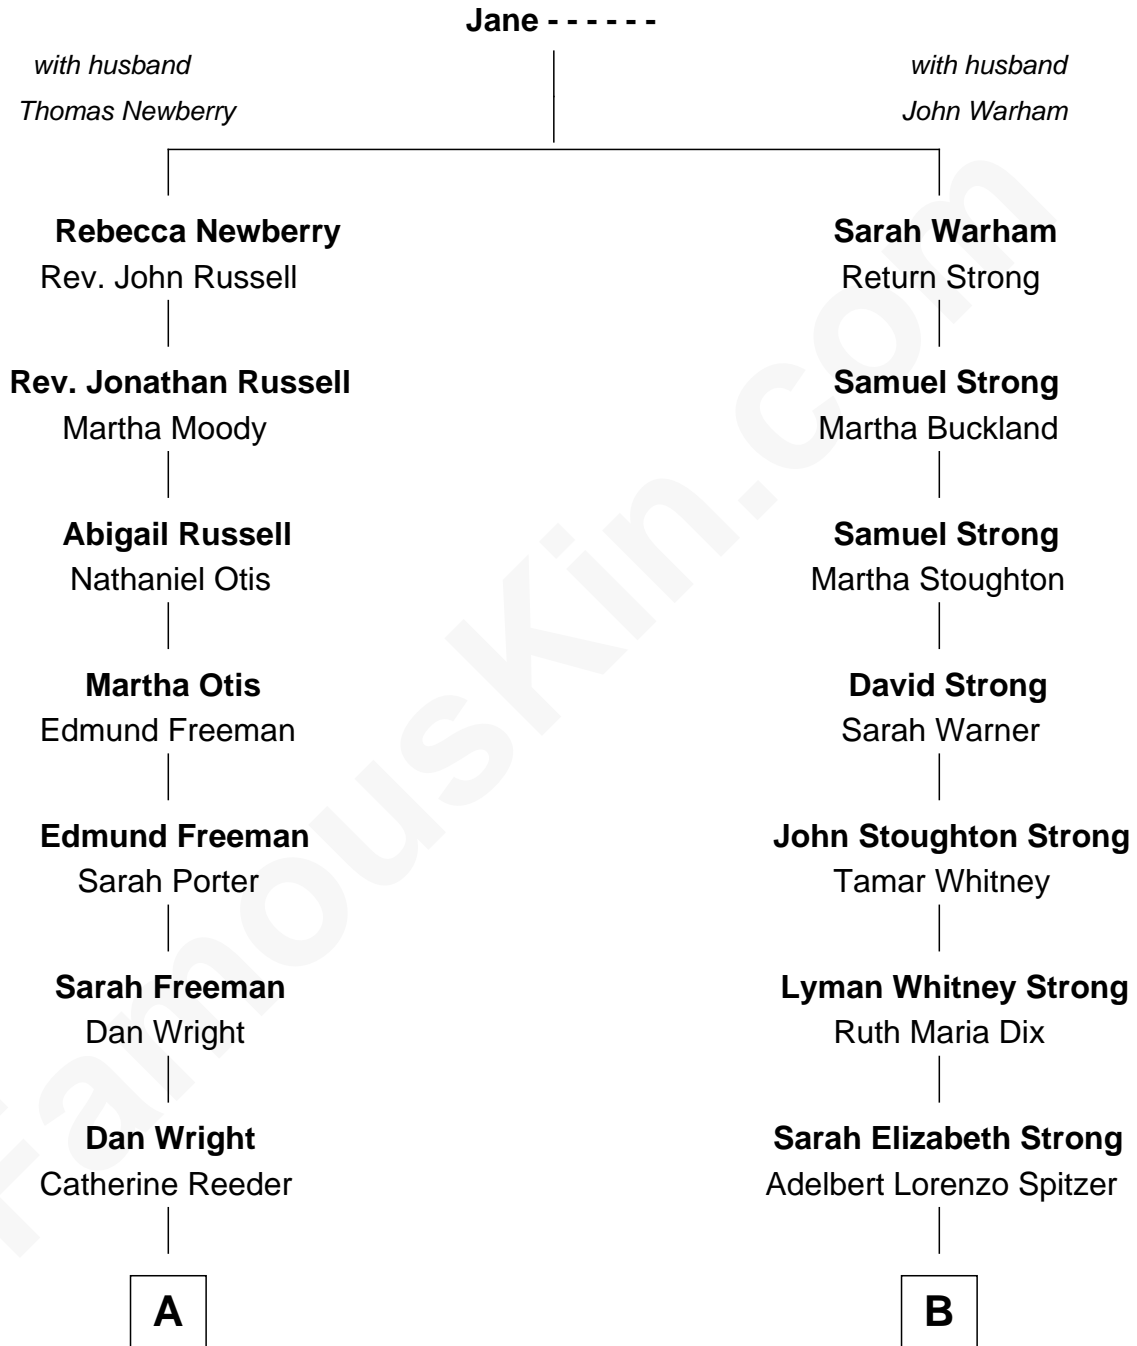 Jane - - - - - -
with husband
Thomas Newberry
with husband
John Warham
Rebecca Newberry
Rev. John Russell
Sarah Warham
Return Strong
Rev. Jonathan Russell
Martha Moody
Samuel Strong
Martha Buckland
Abigail Russell
Nathaniel Otis
Samuel Strong
Martha Stoughton
Martha Otis
Edmund Freeman
David Strong
Sarah Warner
Edmund Freeman
Sarah Porter
John Stoughton Strong
Tamar Whitney
Sarah Freeman
Dan Wright
Lyman Whitney Strong
Ruth Maria Dix
Dan Wright
Catherine Reeder
Sarah Elizabeth Strong
Adelbert Lorenzo Spitzer
A
B
FamousKin.com